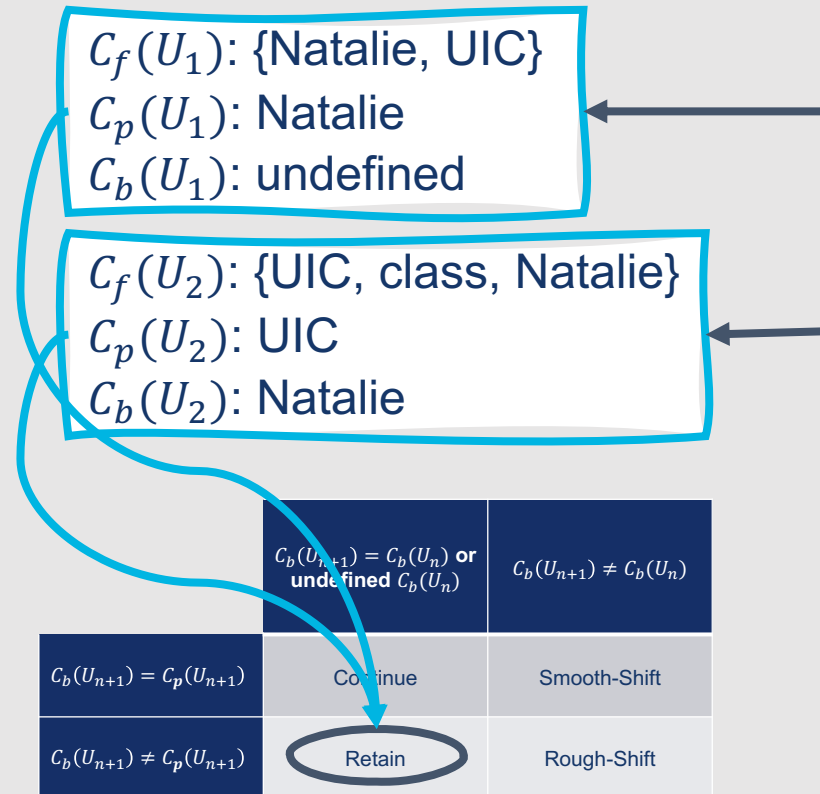 C_f(U_1): {Natalie, UIC}
C_p(U_1): Natalie
C_b(U_1): undefined
C_f(U_2): {UIC, class, Natalie}
C_p(U_2): UIC
C_b(U_2): Natalie
C_b(U_{n+1}) = C_b(U_n) or
undefined C_b(U_n)
C_b(U_{n+1}) ≠ C_b(U_n)
C_b(U_{n+1}) = C_p(U_{n+1})
Continue
Smooth-Shift
C_b(U_{n+1}) ≠ C_p(U_{n+1})
Retain
Rough-Shift